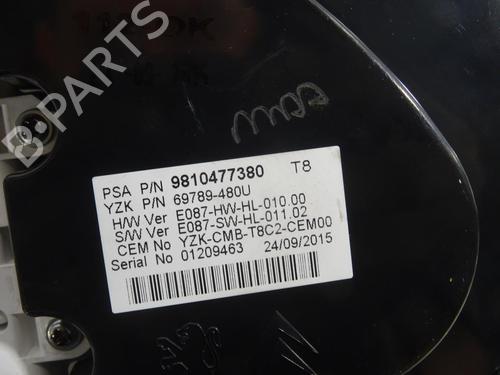 B-PARTS
PSA P/N 9810477380 T8
YZK P/N 69789-480U
H/W Ver E087-HW-HL-010.00
S/W Ver E087-SW-HL-011.02
CEM No YZK-CMB-T8C2-CEM00
Serial No 01209463 24/09/2015